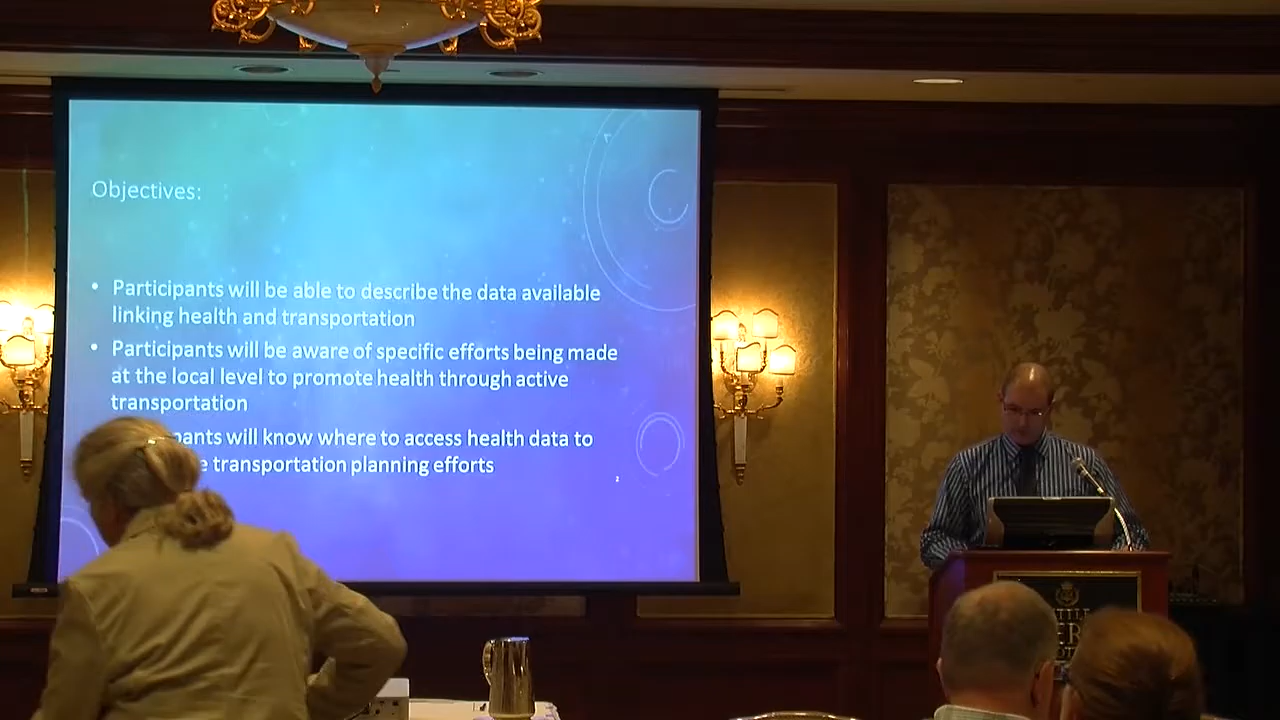 Objectives:
• Participants will be able to describe the data available
linking health and transportation
• Participants will be aware of specific efforts being made
at the local level to promote health through active
transportation
will know where to access health data to
transportation planning efforts
2